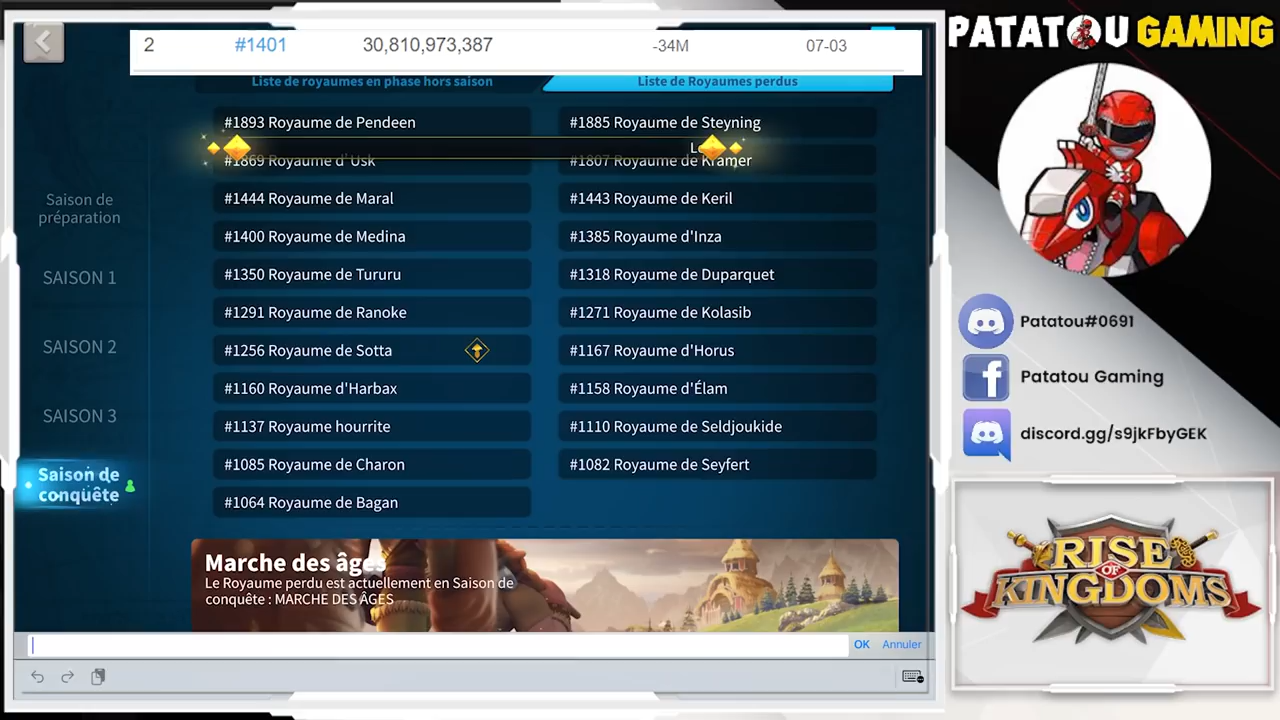 2 #1401 30,810,973,387 -34M 07-03
Liste de royaumes en phase hors saison
Liste de Royaumes perdus
#1893 Royaume de Pendeen
#1885 Royaume de Steyning
#1869 Royaume d'Usk
#1807 Royaume de Kramer
#1444 Royaume de Maral
#1443 Royaume de Keril
#1400 Royaume de Medina
#1385 Royaume d'Inza
#1350 Royaume de Tururu
#1318 Royaume de Duparquet
#1291 Royaume de Ranoke
#1271 Royaume de Kolasib
#1256 Royaume de Sotta
#1167 Royaume d'Horus
#1160 Royaume d'Harbax
#1158 Royaume d'Élam
#1137 Royaume hourrite
#1110 Royaume de Seldjoukide
#1085 Royaume de Charon
#1082 Royaume de Seyfert
#1064 Royaume de Bagan
Saison de
préparation
SAISON 1
SAISON 2
SAISON 3
Saison de
conquête
Marche des âges
Le Royaume perdu est actuellement en Saison de
conquête : MARCHE DES ÂGES
OK Annuler
PATATOU GAMING
Patatou#0691
Patatou Gaming
discord.gg/s9jkFbyGEK
RISE
OF
KINGDOMS